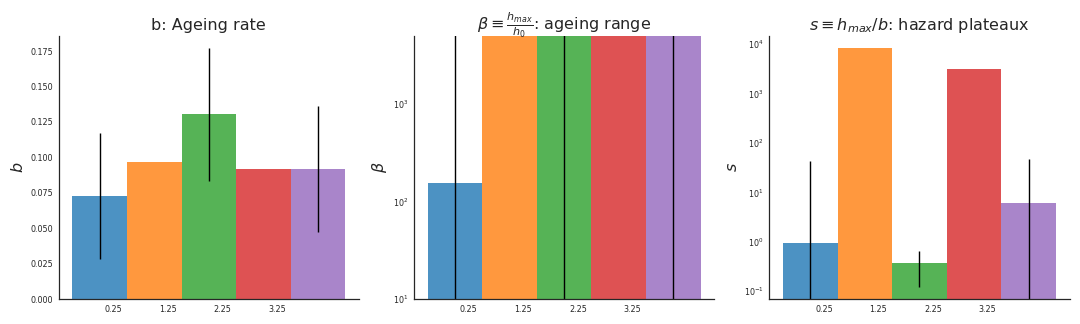 b: Ageing rate
b
0.175
0.150
0.125
0.100
0.075
0.050
0.025
0.000
0.25 1.25 2.25 3.25
β ≡ h_max/h_0: ageing range
β
10^3
10^2
10^1
0.25 1.25 2.25 3.25
s ≡ h_max/b: hazard plateaux
s
10^4
10^3
10^2
10^1
10^0
10^-1
0.25 1.25 2.25 3.25